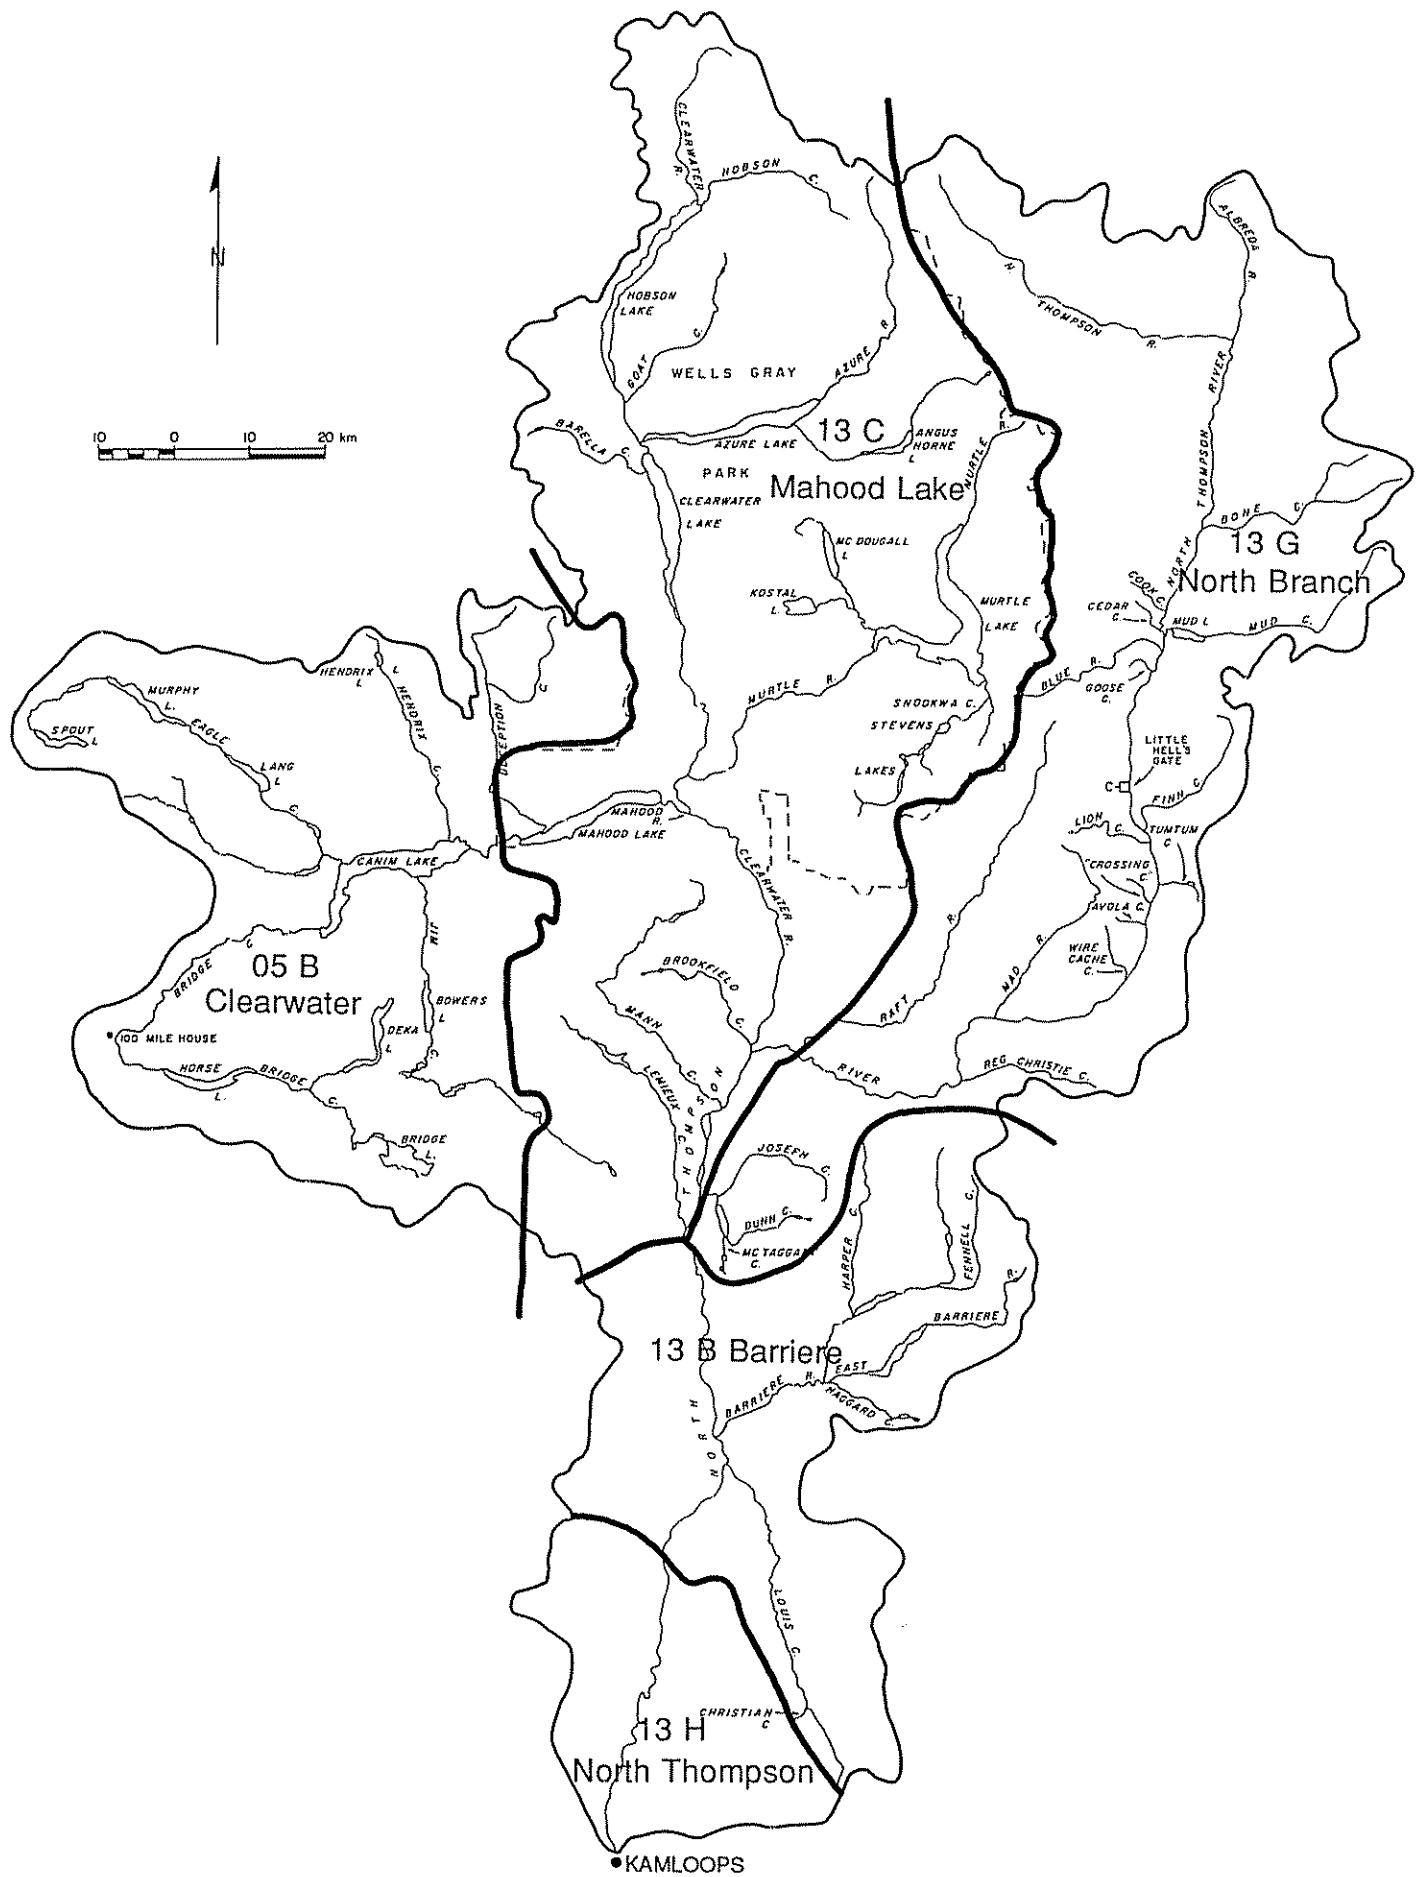 CLEARWATER
R.
HOBSON C.
ALBREDA R.
N
HOBSON
LAKE
N. THOMPSON R.
GOAT C.
WELLS GRAY
AZURE R.
RIVER
10 0 10 20 km
BARELLA C.
AZURE LAKE
13 C
ANGUS
HORNE
L
MURTLE R.
PARK
Mahood Lake
CLEARWATER
LAKE
THOMPSON
BONE C.
MC DOUGALL
L
13 G
North Branch
NORTH
COOK C.
KOSTAL
L.
MURTLE
LAKE
CEDAR
C.
MUD L
MUD C.
HENDRIX
L
HENDRIX C.
MURPHY
L.
MURTLE R.
BLUE R.
GOOSE
C.
SPOUT
L
EAGLE
DECEPTION
C
SNOOKWA C.
STEVENS
LAKES
LITTLE
HELL'S
GATE
LANG
L
C.
C
FINN C.
MAHOOD
R.
MAHOOD LAKE
LION C.
TUMTUM
C
CANIM LAKE
CLEARWATER R.
CROSSING
C.
AVOLA C.
JIM
R.
MAD R.
WIRE
CACHE
C.
BRIDGE C.
05 B
Clearwater
BROOKFIELD C.
BOWERS
L
C.
MANN C.
RAFT
DEKA
L
100 MILE HOUSE
HORSE
L.
BRIDGE C.
LEMIEUX C
RIVER
REG CHRISTIE C.
BRIDGE
L.
THOMPSON
JOSEPH C.
DUNN C.
MC TAGGART
C.
HARPER C.
FENNELL C.
BARRIERE R.
13 B Barriere
EAST
BARRIERE R.
HAGGARD C.
NORTH
LOUIS C.
CHRISTIAN
C
13 H
North Thompson
KAMLOOPS